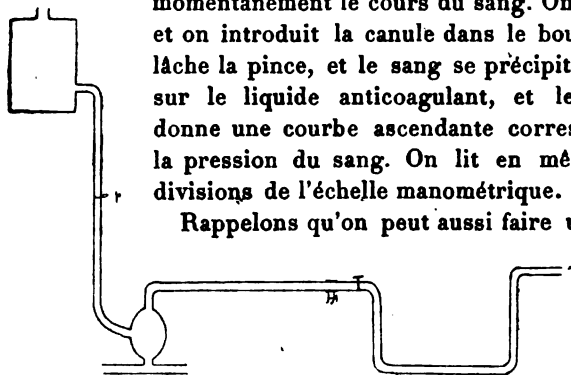 momentanément le cours du sang. On
et on introduit la canule dans le bou
lâche la pince, et le sang se précipit
sur le liquide anticoagulant, et le
donne une courbe ascendante corres
la pression du sang. On lit en mê
divisions de l'échelle manométrique.
Rappelons qu'on peut aussi faire u